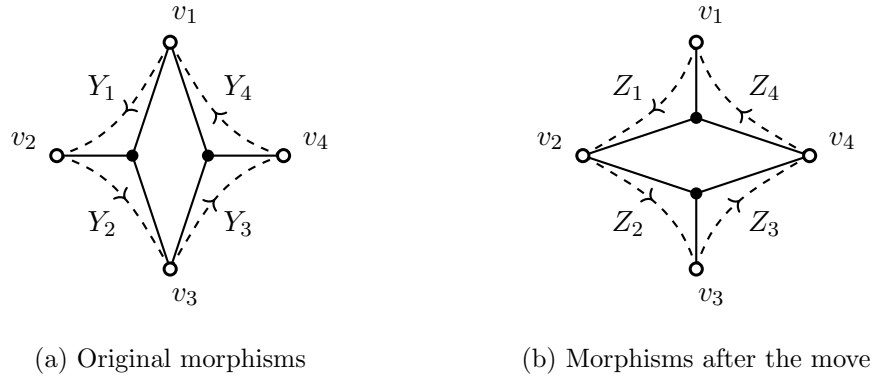 v₁ v₁
Y₁ Y₄ Z₁ Z₄
v₂ v₄ v₂ v₄
Y₂ Y₃ Z₂ Z₃
v₃ v₃
(a) Original morphisms (b) Morphisms after the move